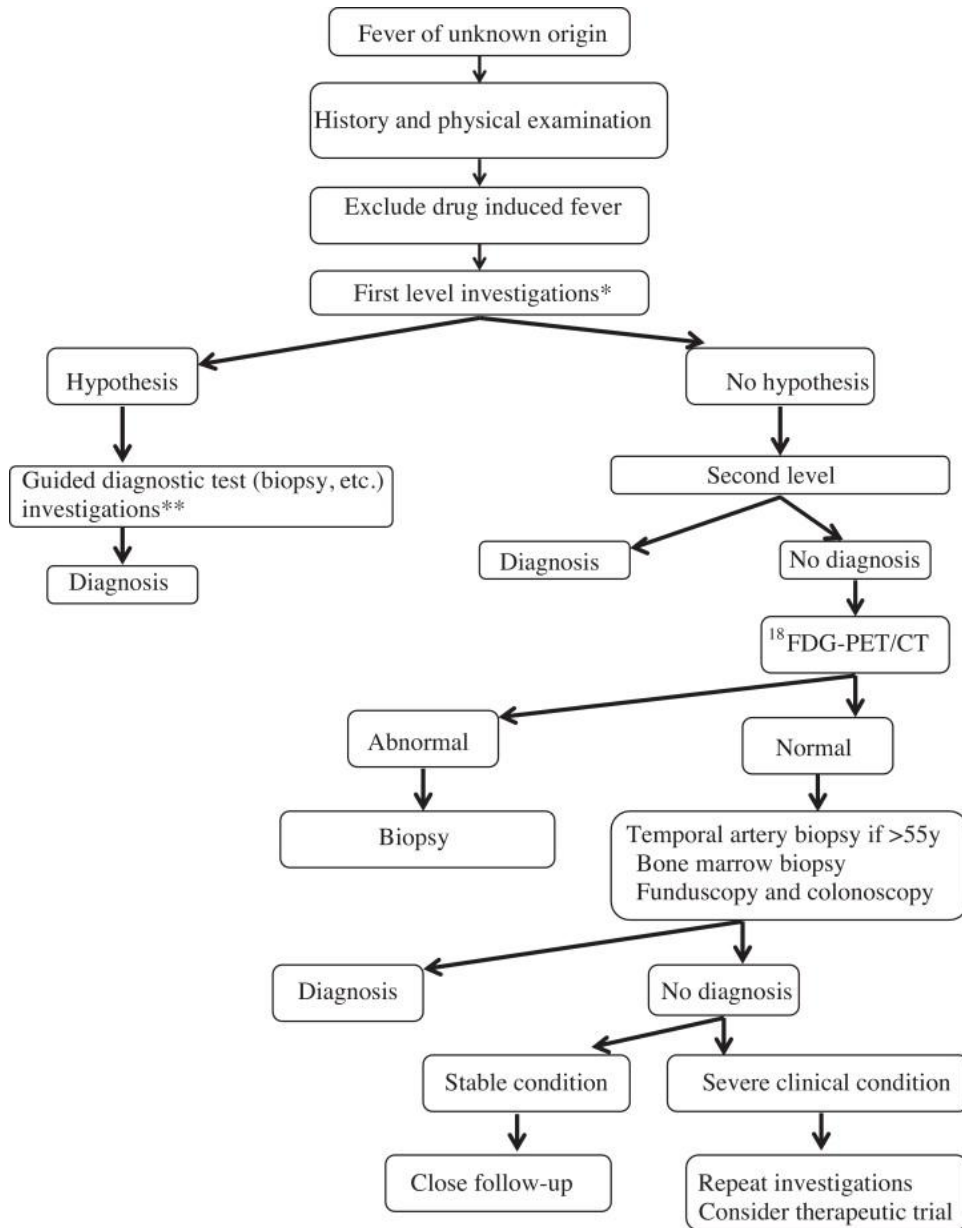 Fever of unknown origin
History and physical examination
Exclude drug induced fever
First level investigations*
Hypothesis
No hypothesis
Guided diagnostic test (biopsy, etc.)
investigations**
Second level
Diagnosis
Diagnosis
No diagnosis
18FDG-PET/CT
Abnormal
Normal
Biopsy
Temporal artery biopsy if >55y
Bone marrow biopsy
Funduscopy and colonoscopy
Diagnosis
No diagnosis
Stable condition
Severe clinical condition
Close follow-up
Repeat investigations
Consider therapeutic trial